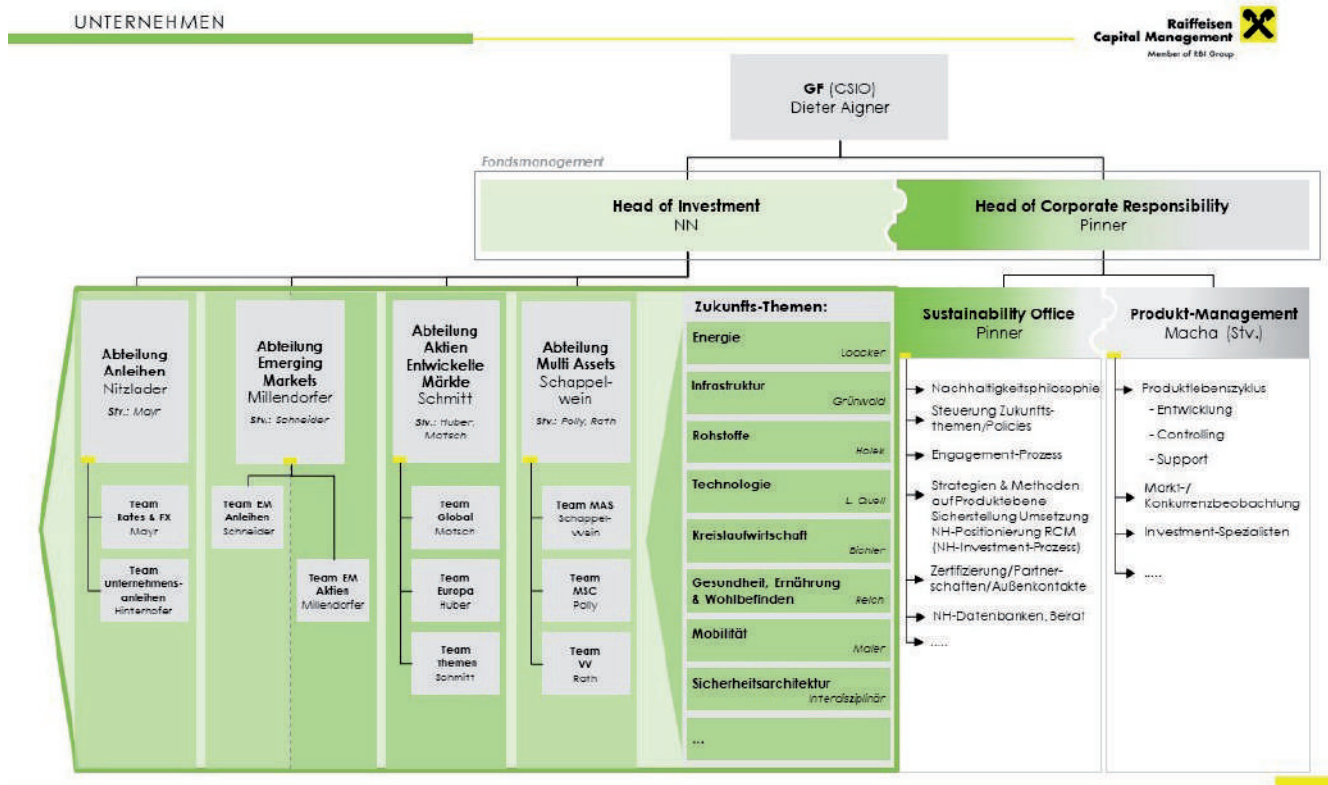 UNTERNEHMEN
Raiffeisen
Capital Management
Member of RBI Group
GF (CSIO)
Dieter Aigner
Fondsmanagement
Head of Investment
NN
Head of Corporate Responsibility
Pinner
Abteilung
Anleihen
Nitzlader
Stv.: Mayr
Team
Rates & FX
Mayr
Team
Unternehmens-
anleihen
Hinterhofer
Abteilung
Emerging
Markets
Millendorfer
Stv.: Schneider
Team EM
Anleihen
Schneider
Team EM
Aktien
Millendorfer
Abteilung
Aktien
Entwickelte
Märkte
Schmitt
Stv.: Huber,
Motsch
Team
Global
Motsch
Team
Europa
Huber
Team
Themen
Schmitt
Abteilung
Multi Assets
Schappel-
wein
Stv.: Polly, Rath
Team MAS
Schappel-
wein
Team
MSC
Polly
Team
VV
Rath
Zukunfts-Themen:
Energie
Loacker
Infrastruktur
Grünwald
Rohstoffe
Technologie
L. Quell
Kreislaufwirtschaft
Bichler
Gesundheit, Ernährung
& Wohlbefinden
Reich
Mobilität
Maier
Sicherheitsarchitektur
Interdisziplinär
...
Sustainability Office
Pinner
Nachhaltigkeitsphilosophie
Steuerung Zukunfts-
themen/Policies
Engagement-Prozess
Strategien & Methoden
auf Produktebene
Sicherstellung Umsetzung
NH-Positionierung RCM
(NH-Investment-Prozess)
Zertifizierung/Partner-
schaften/Außenkontakte
NH-Datenbanken, Beirat
.....
Produkt-Management
Macha (Stv.)
Produktlebenszyklus
- Entwicklung
- Controlling
- Support
Markt-/
Konkurrenzbeobachtung
Investment-Spezialisten
.....